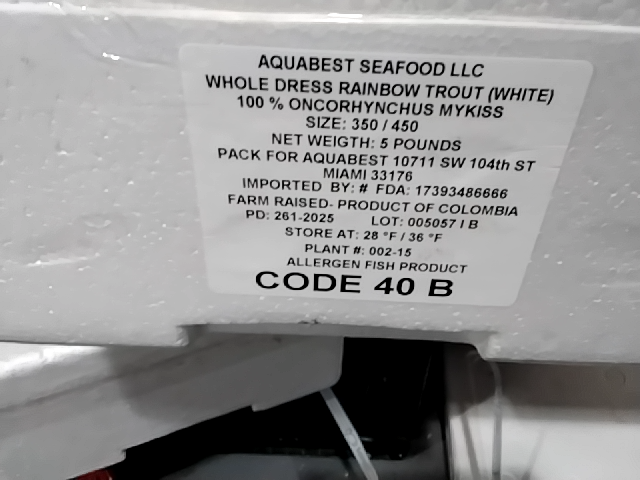 AQUABEST SEAFOOD LLC
WHOLE DRESS RAINBOW TROUT (WHITE)
100 % ONCORHYNCHUS MYKISS
SIZE: 350 / 450
NET WEIGTH: 5 POUNDS
PACK FOR AQUABEST 10711 SW 104th ST
MIAMI 33176
IMPORTED BY: # FDA: 17393486666
FARM RAISED- PRODUCT OF COLOMBIA
PD: 261-2025 LOT: 005057 I B
STORE AT: 28 °F / 36 °F
PLANT #: 002-15
ALLERGEN FISH PRODUCT
CODE 40 B